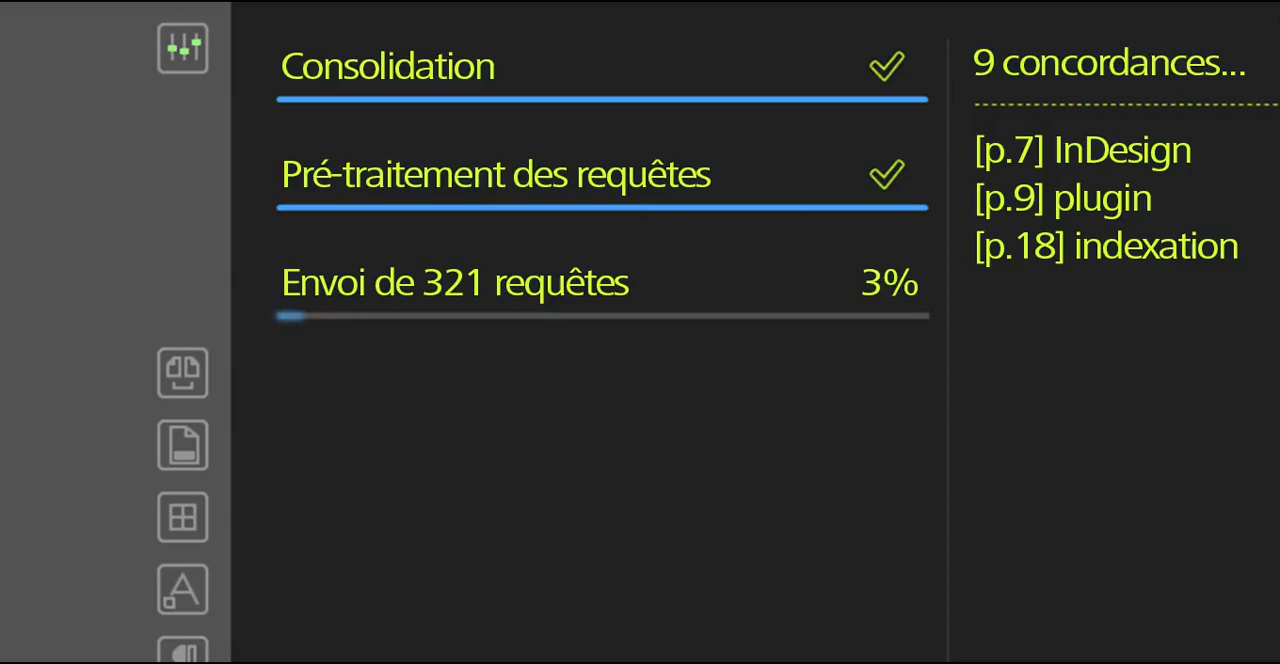 Consolidation
Pré-traitement des requêtes
Envoi de 321 requêtes 3%
9 concordances...
[p.7] InDesign
[p.9] plugin
[p.18] indexation